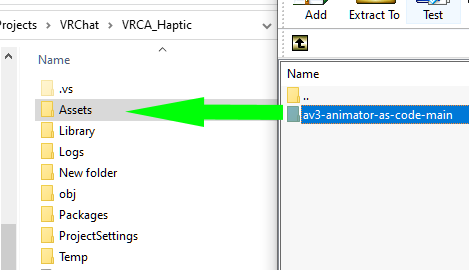 Projects > VRChat > VRCA_Haptic
Name
.vs
Assets
Library
Logs
New folder
obj
Packages
ProjectSettings
Temp
Add Extract To Test
Name
..
av3-animator-as-code-main